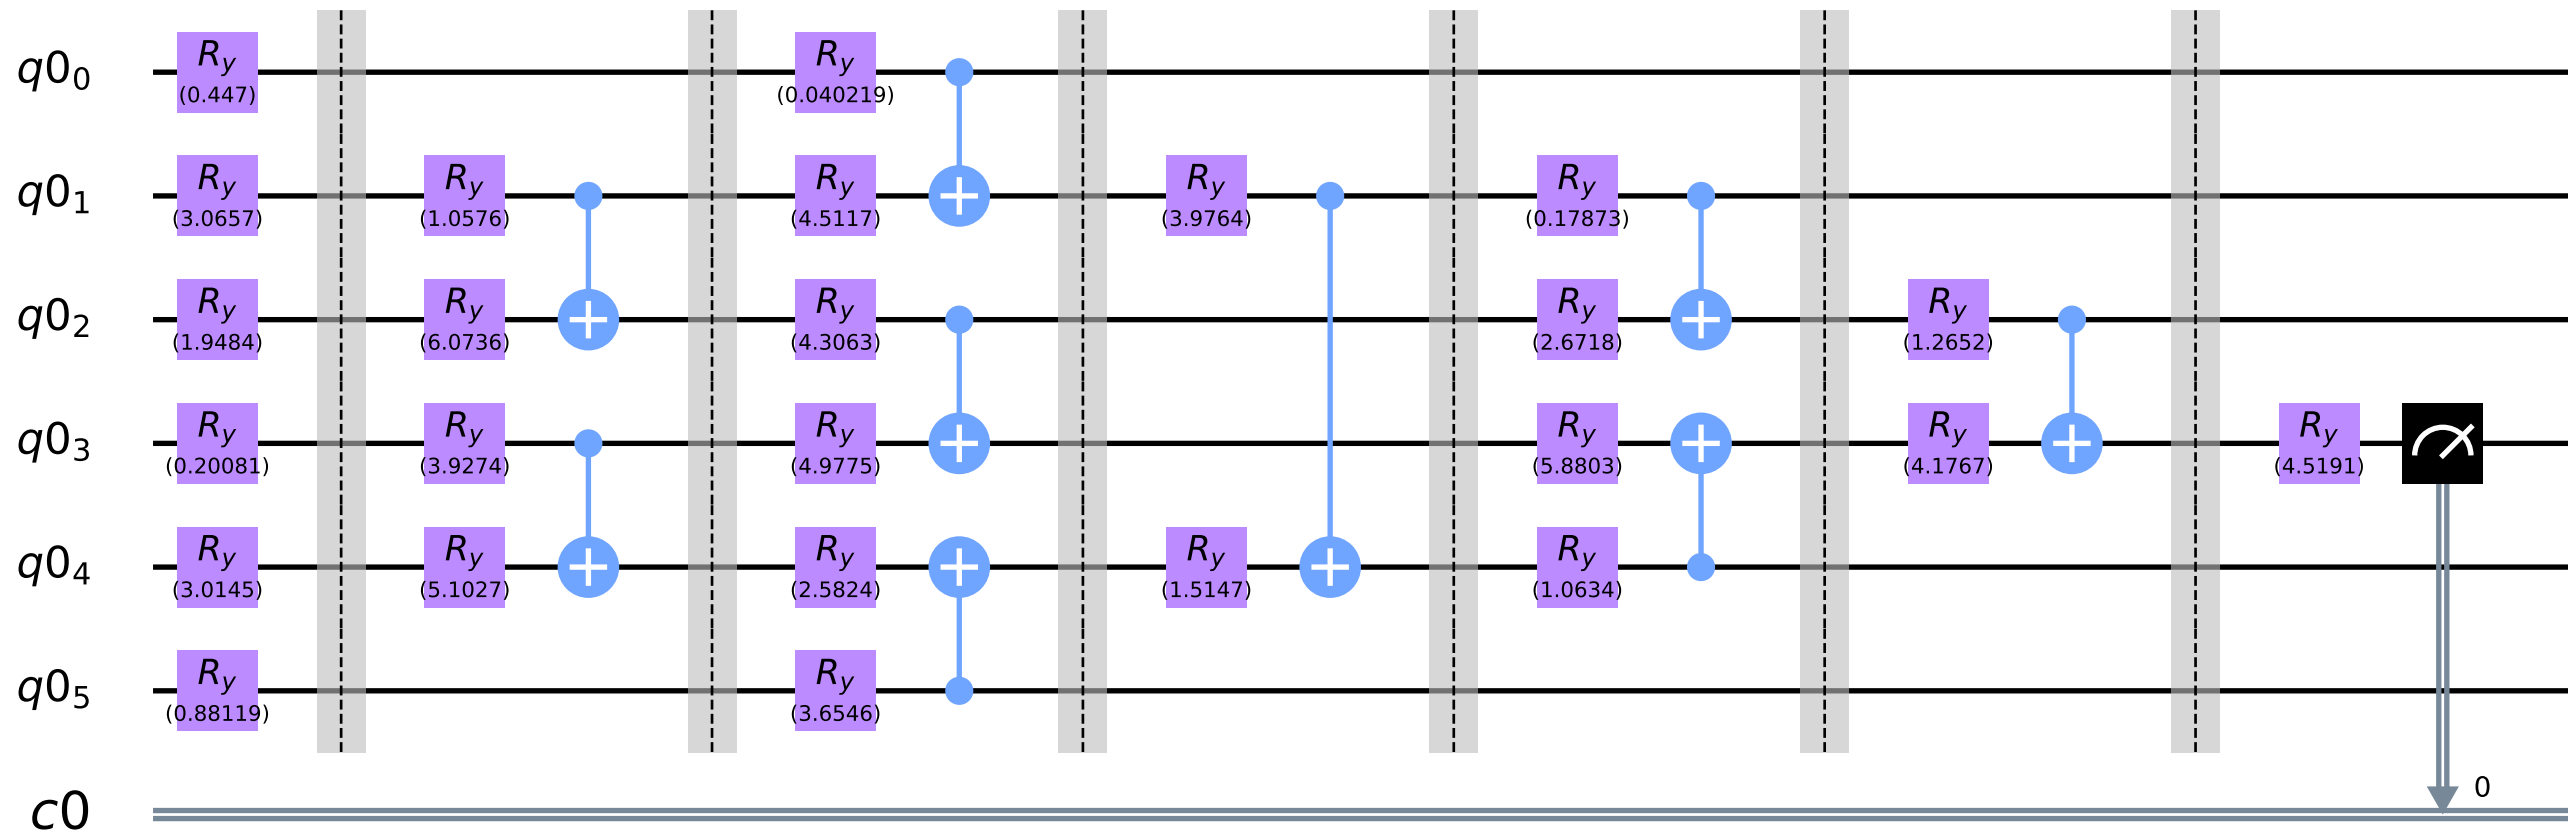 q0₀ R_y R_y
(0.447) (0.040219)
q0₁ R_y R_y R_y R_y R_y
(3.0657) (1.0576) (4.5117) (3.9764) (0.17873)
q0₂ R_y R_y R_y R_y R_y
(1.9484) (6.0736) (4.3063) (2.6718) (1.2652)
q0₃ R_y R_y R_y R_y R_y R_y
(0.20081) (3.9274) (4.9775) (5.8803) (4.1767) (4.5191)
q0₄ R_y R_y R_y R_y R_y
(3.0145) (5.1027) (2.5824) (1.5147) (1.0634)
q0₅ R_y R_y
(0.88119) (3.6546)
0
c0